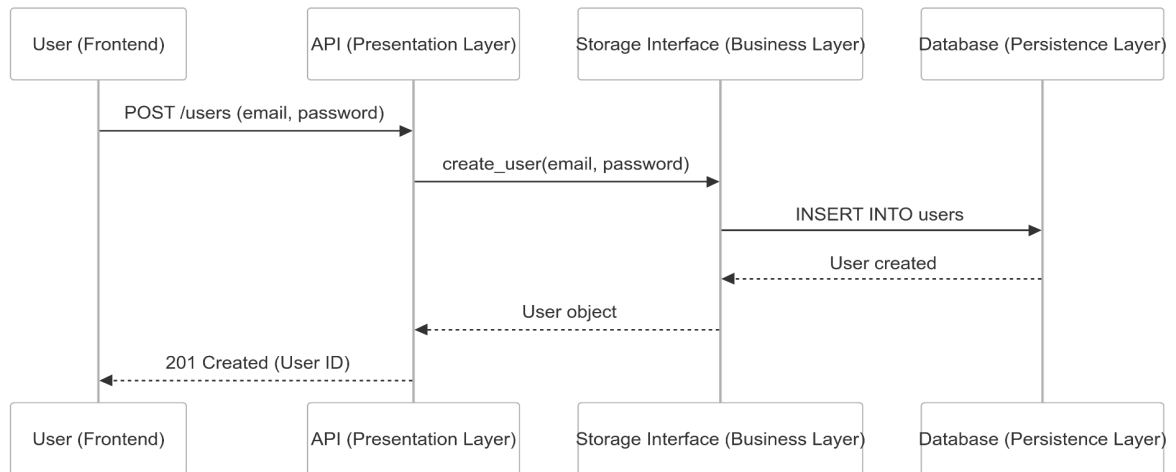 User (Frontend)
API (Presentation Layer)
Storage Interface (Business Layer)
Database (Persistence Layer)
POST /users (email, password)
create_user(email, password)
INSERT INTO users
User created
User object
201 Created (User ID)
User (Frontend)
API (Presentation Layer)
Storage Interface (Business Layer)
Database (Persistence Layer)